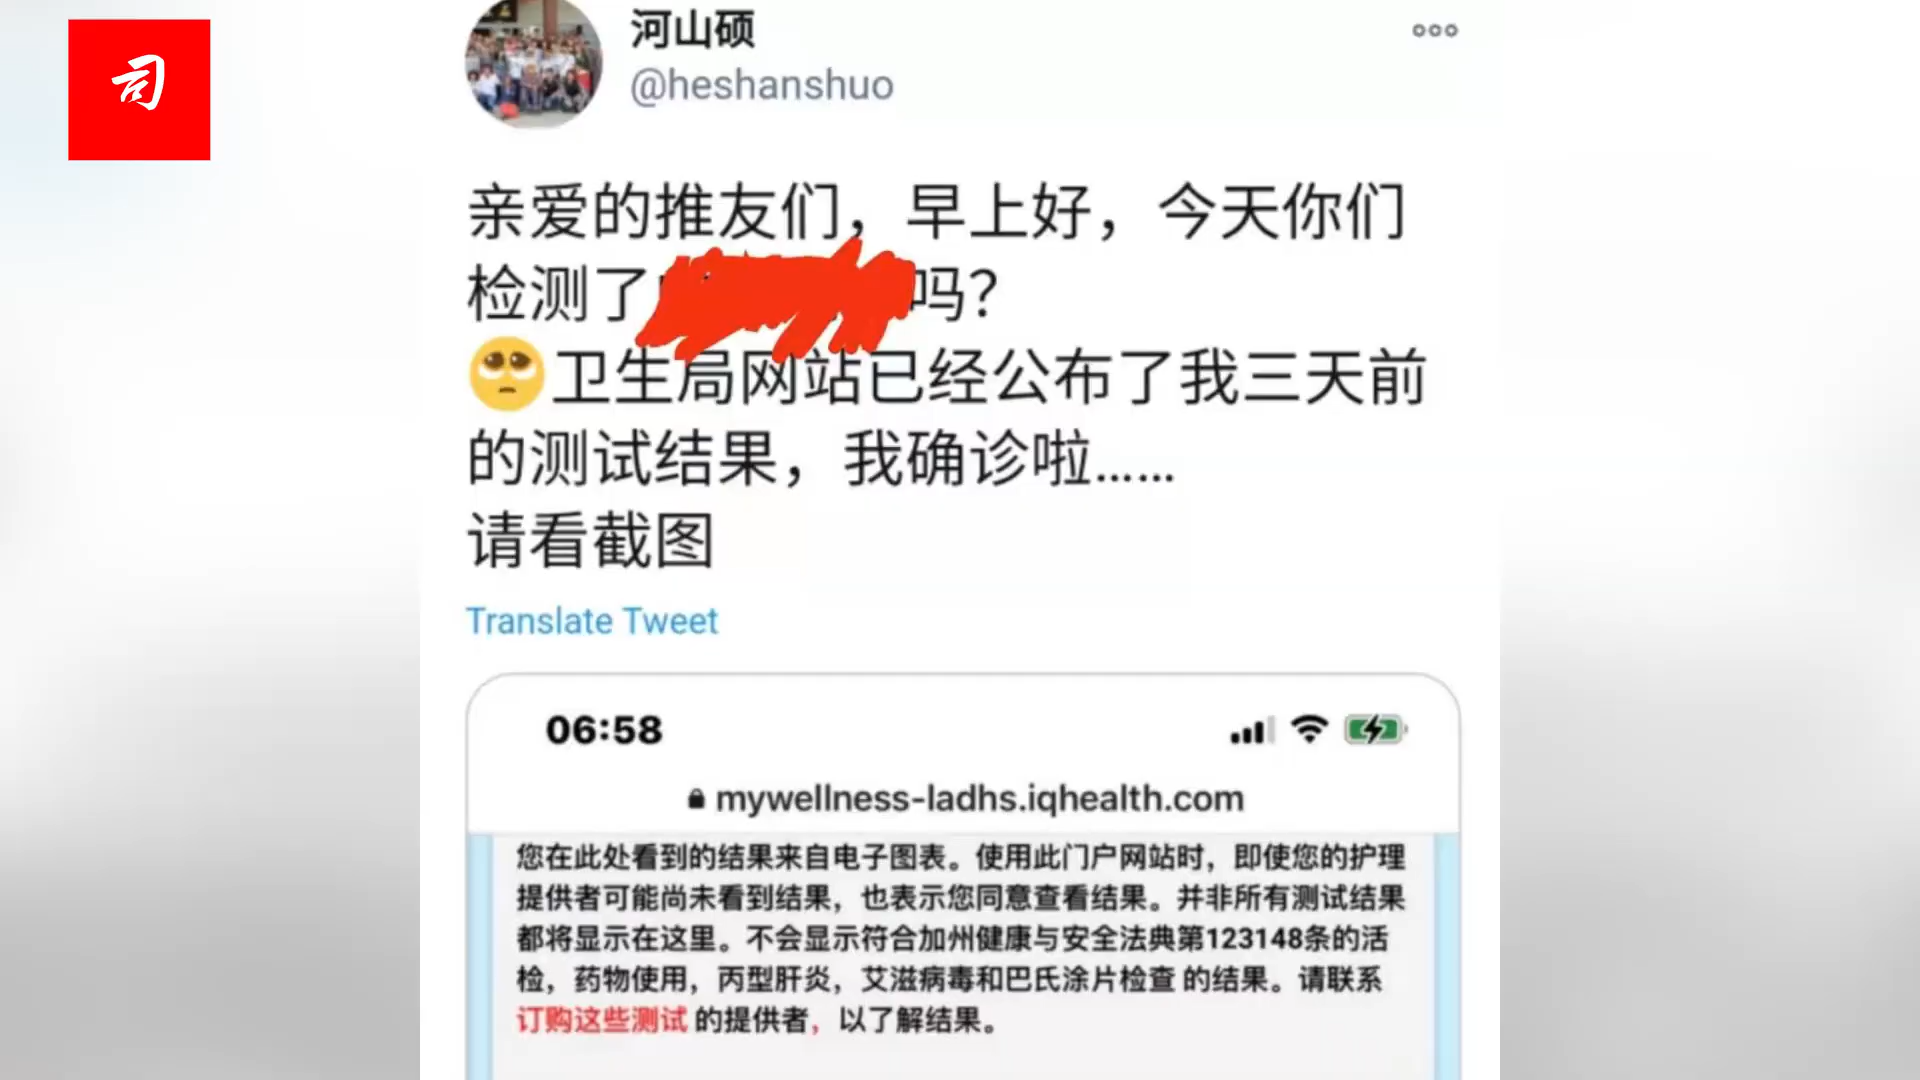 司
河山硕
@heshanshuo
亲爱的推友们，早上好，今天你们
检测了 吗？
卫生局网站已经公布了我三天前
的测试结果，我确诊啦……
请看截图
Translate Tweet
06:58
mywellness-ladhs.iqhealth.com
您在此处看到的结果来自电子图表。使用此门户网站时，即使您的护理
提供者可能尚未看到结果，也表示您同意查看结果。并非所有测试结果
都将显示在这里。不会显示符合加州健康与安全法典第123148条的活
检，药物使用，丙型肝炎，艾滋病毒和巴氏涂片检查 的结果。请联系
订购这些测试 的提供者，以了解结果。